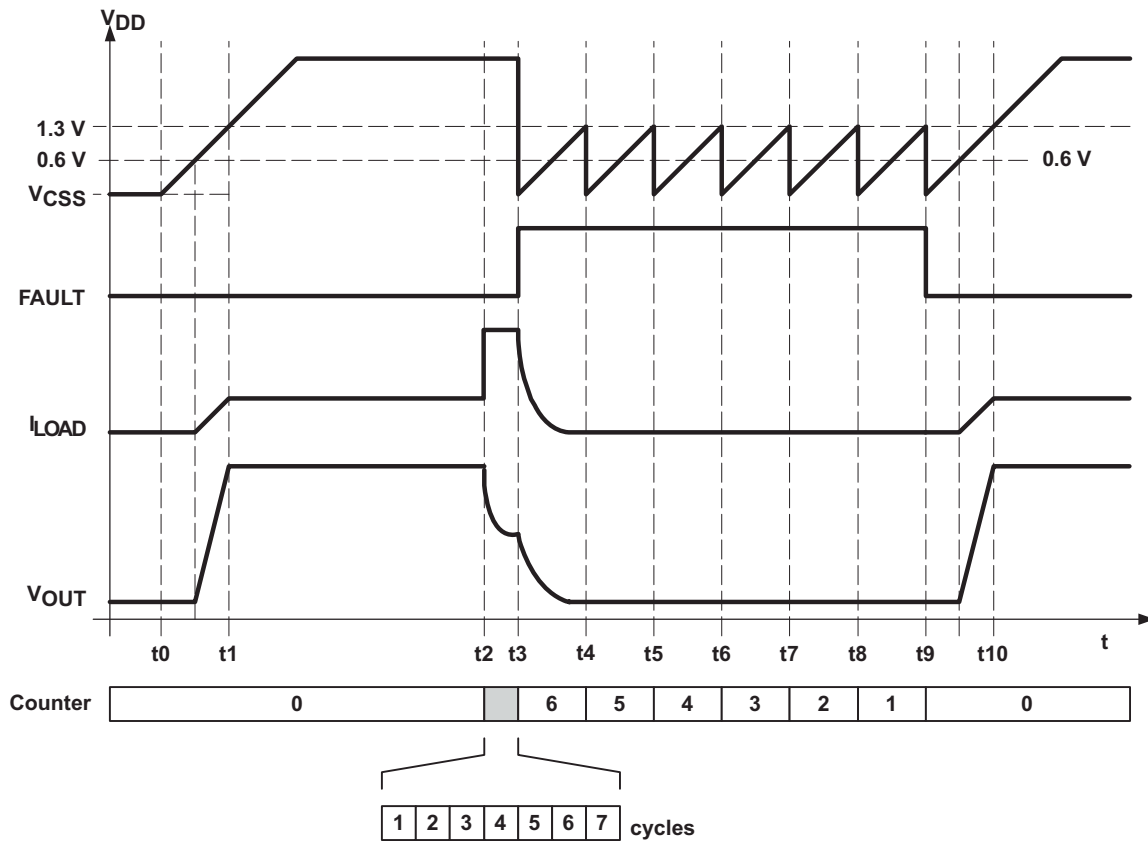 VDD
1.3 V
0.6 V
0.6 V
VCSS
FAULT
ILOAD
VOUT
t0 t1 t2 t3 t4 t5 t6 t7 t8 t9 t10 t
Counter 0 6 5 4 3 2 1 0
1 2 3 4 5 6 7 cycles